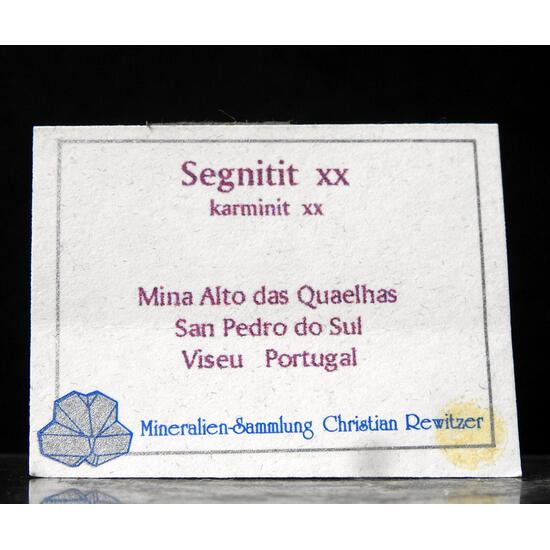 Segnitit xx
karminit xx
Mina Alto das Quaelhas
San Pedro do Sul
Viseu Portugal
Mineralien-Sammlung Christian Rewitzer